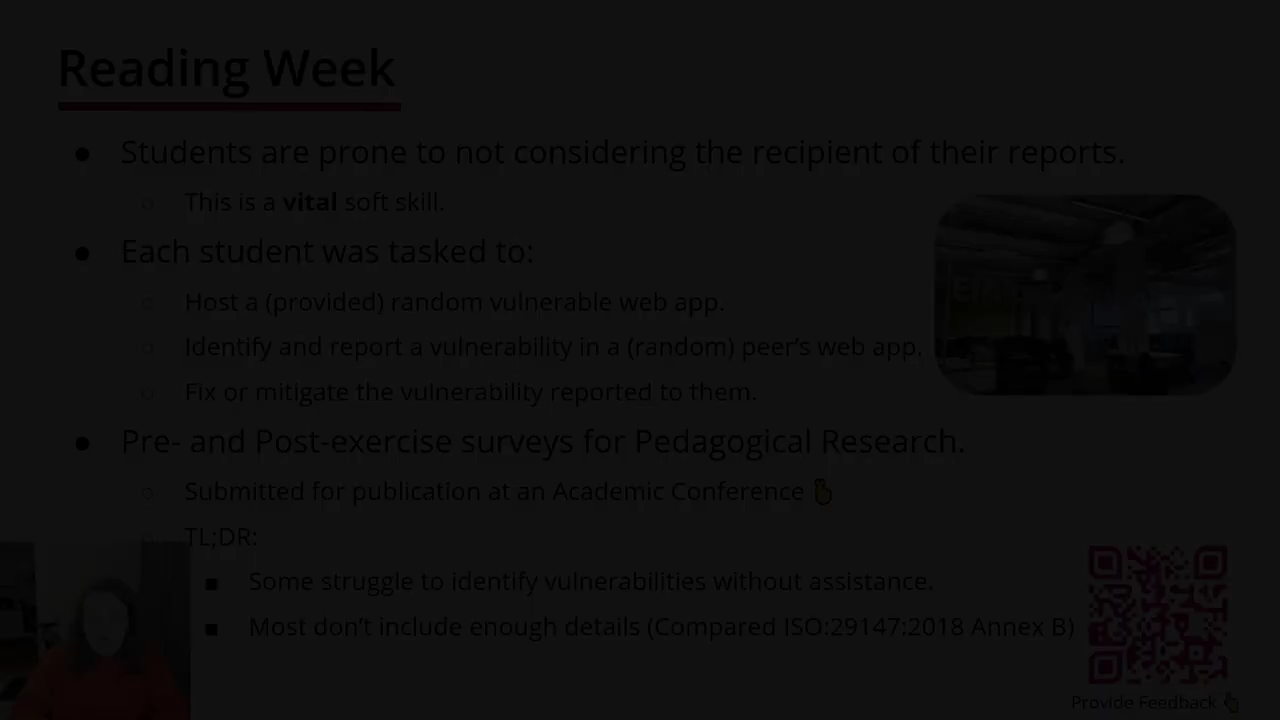 Reading Week
Students are prone to not considering the recipient of their reports.
This is a vital soft skill.
Each student was tasked to:
Host a (provided) random vulnerable web app.
Identify and report a vulnerability in a (random) peer's web app.
Fix or mitigate the vulnerability reported to them.
Pre- and Post-exercise surveys for Pedagogical Research.
Submitted for publication at an Academic Conference
TL;DR:
Some struggle to identify vulnerabilities without assistance.
Most don't include enough details (Compared ISO:29147:2018 Annex B)
Provide Feedback